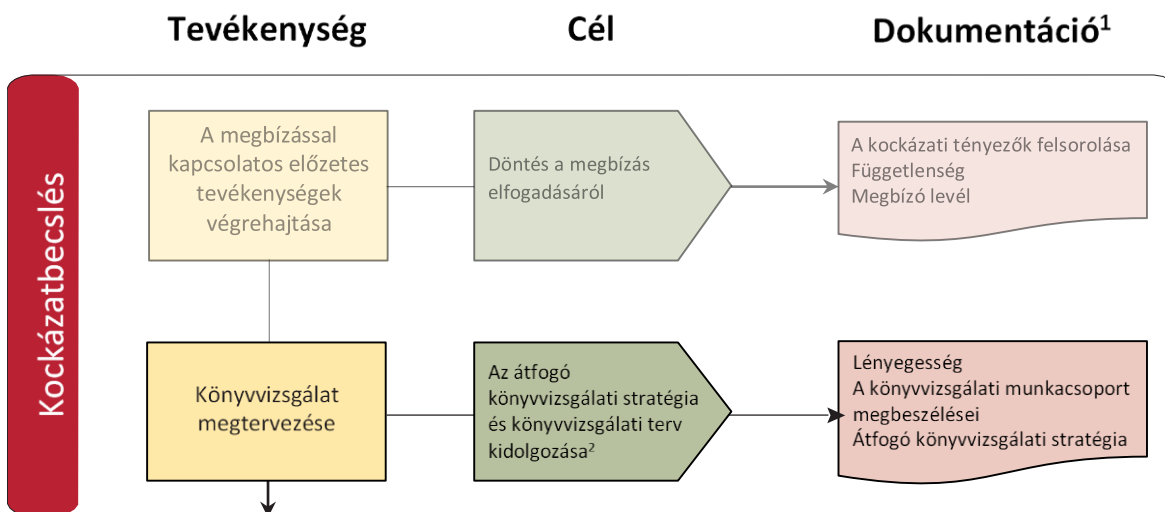 Tevékenység
Cél
Dokumentáció¹
Kockázatbecslés
A megbízással
kapcsolatos előzetes
tevékenységek
végrehajtása
Döntés a megbízás
elfogadásáról
A kockázati tényezők felsorolása
Függetlenség
Megbízó levél
Könyvvizsgálat
megtervezése
Az átfogó
könyvvizsgálati stratégia
és könyvvizsgálati terv
kidolgozása²
Lényegesség
A könyvvizsgálati munkacsoport
megbeszélései
Átfogó könyvvizsgálati stratégia